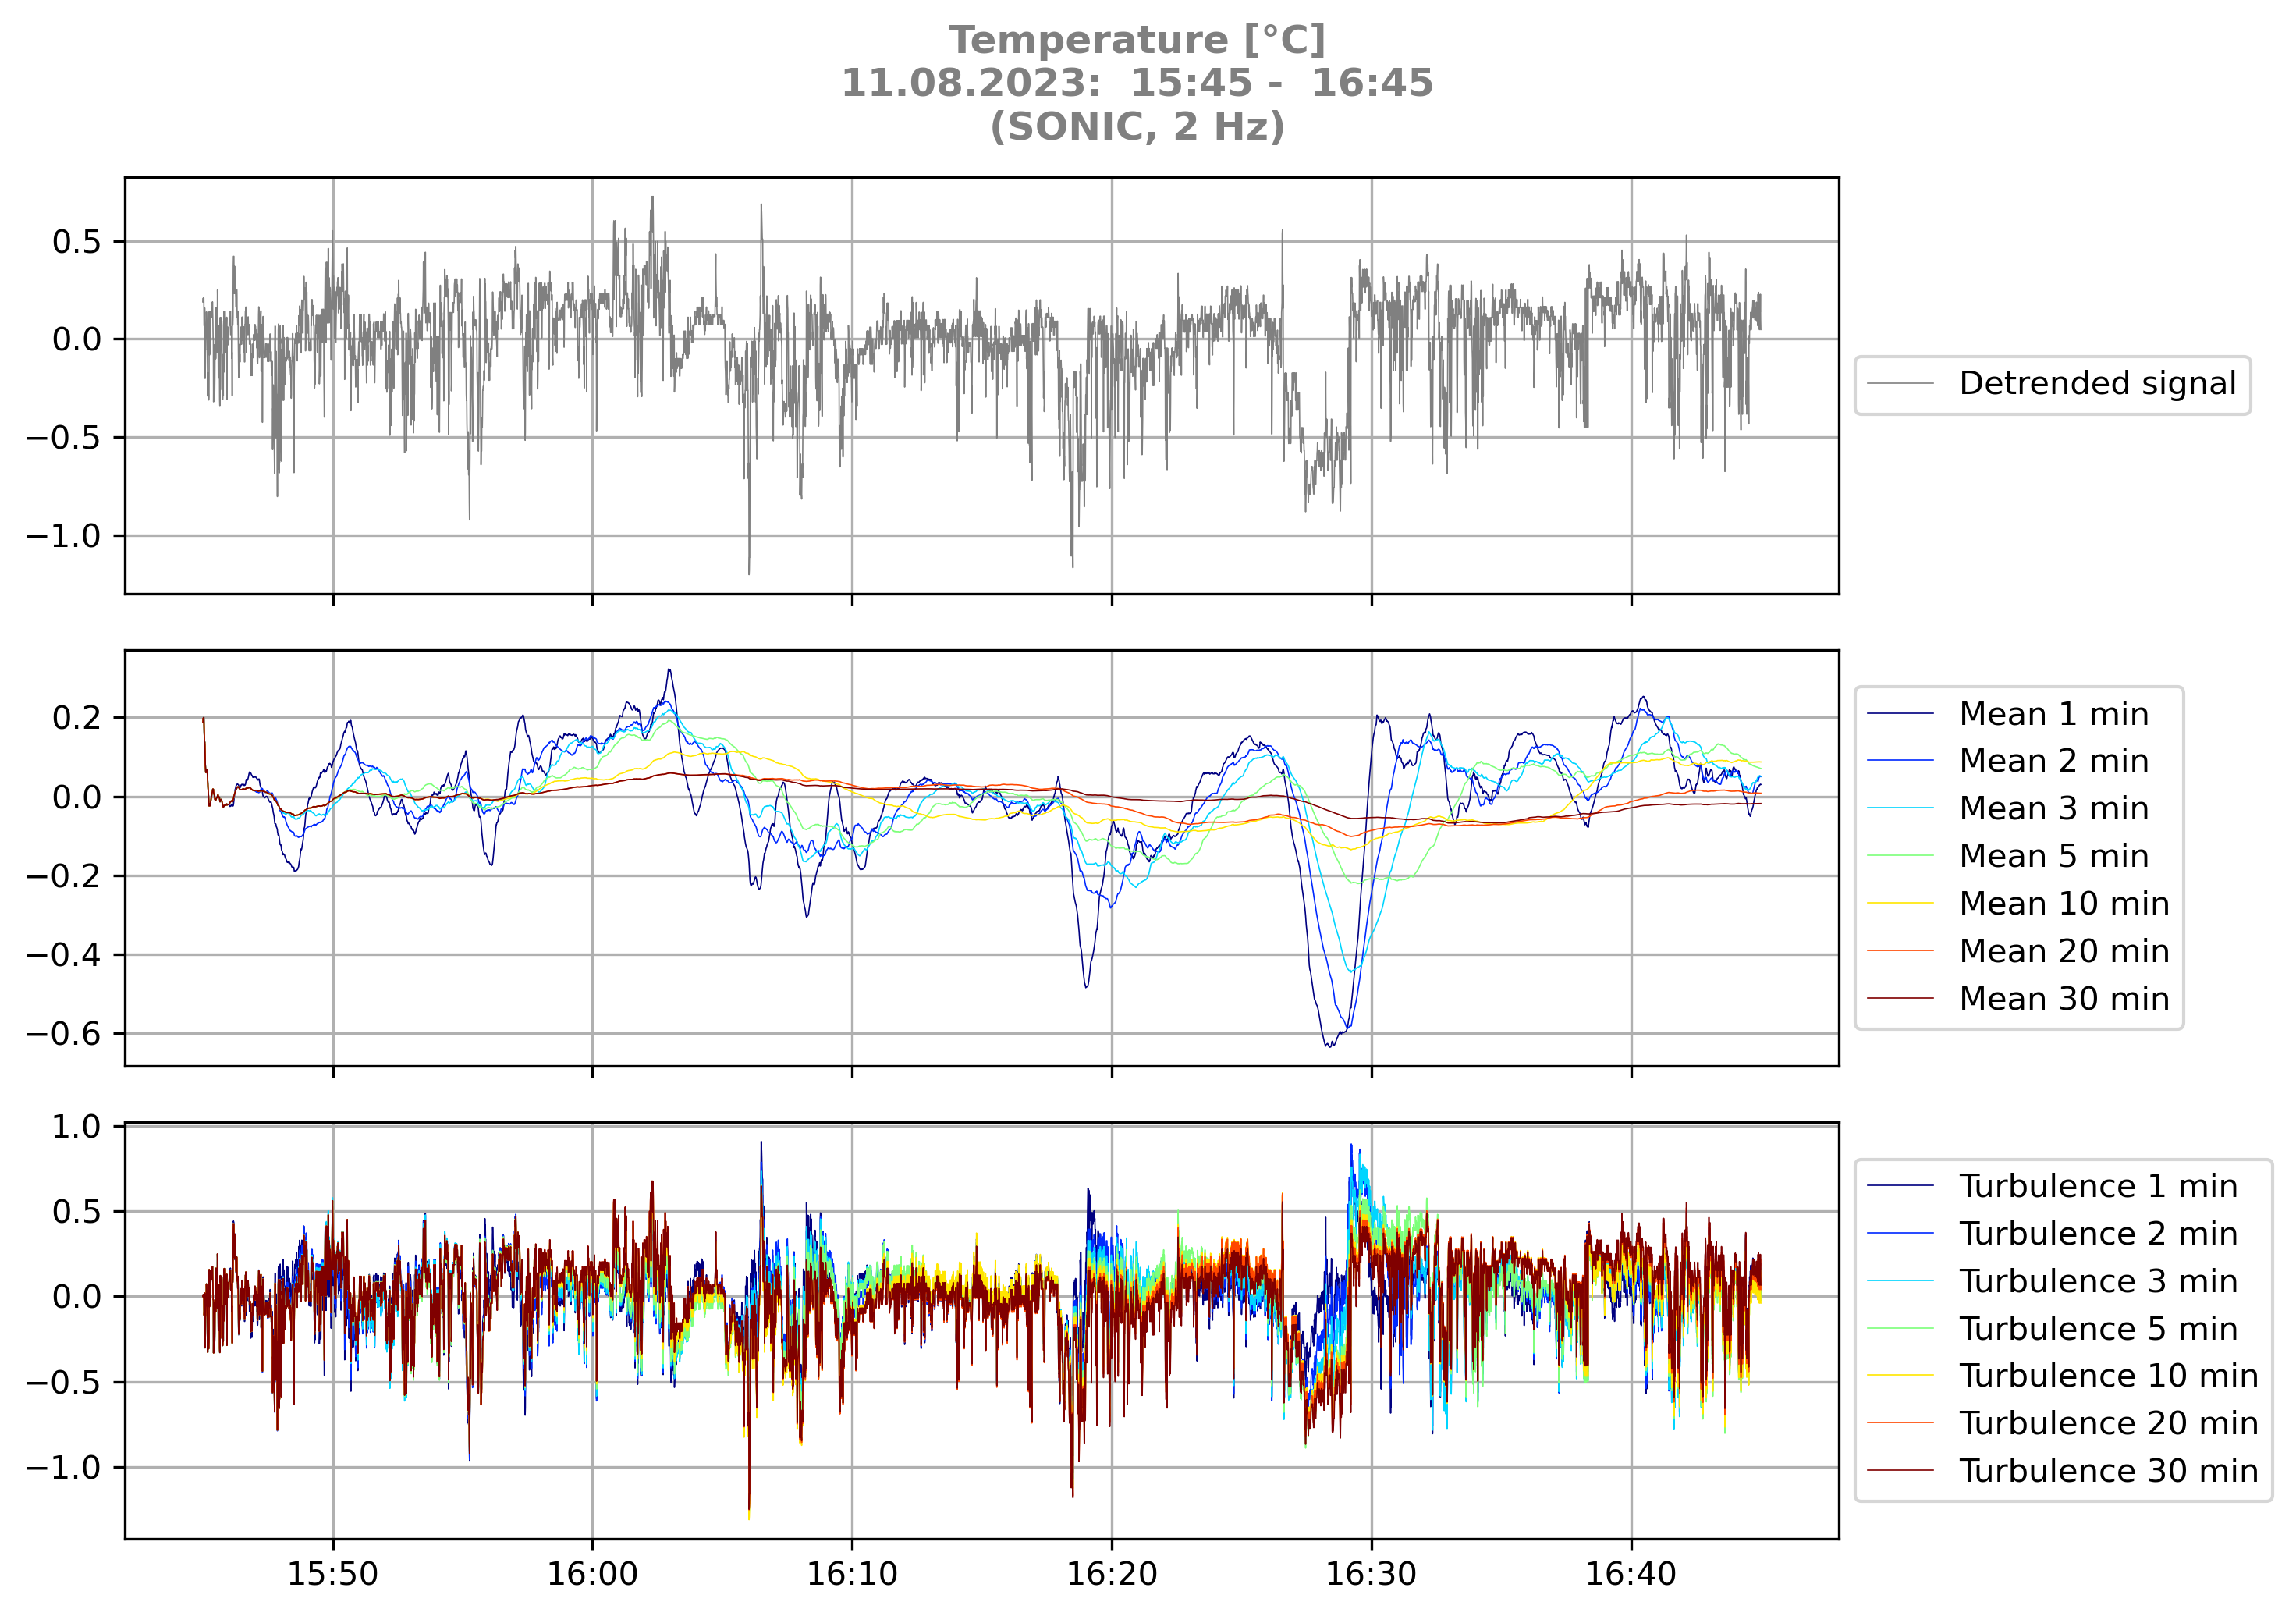 Temperature [°C]
11.08.2023:  15:45 -  16:45
(SONIC, 2 Hz)
0.5
0.0
−0.5
−1.0
Detrended signal
0.2
0.0
−0.2
−0.4
−0.6
Mean 1 min
Mean 2 min
Mean 3 min
Mean 5 min
Mean 10 min
Mean 20 min
Mean 30 min
1.0
0.5
0.0
−0.5
−1.0
Turbulence 1 min
Turbulence 2 min
Turbulence 3 min
Turbulence 5 min
Turbulence 10 min
Turbulence 20 min
Turbulence 30 min
15:50 16:00 16:10 16:20 16:30 16:40